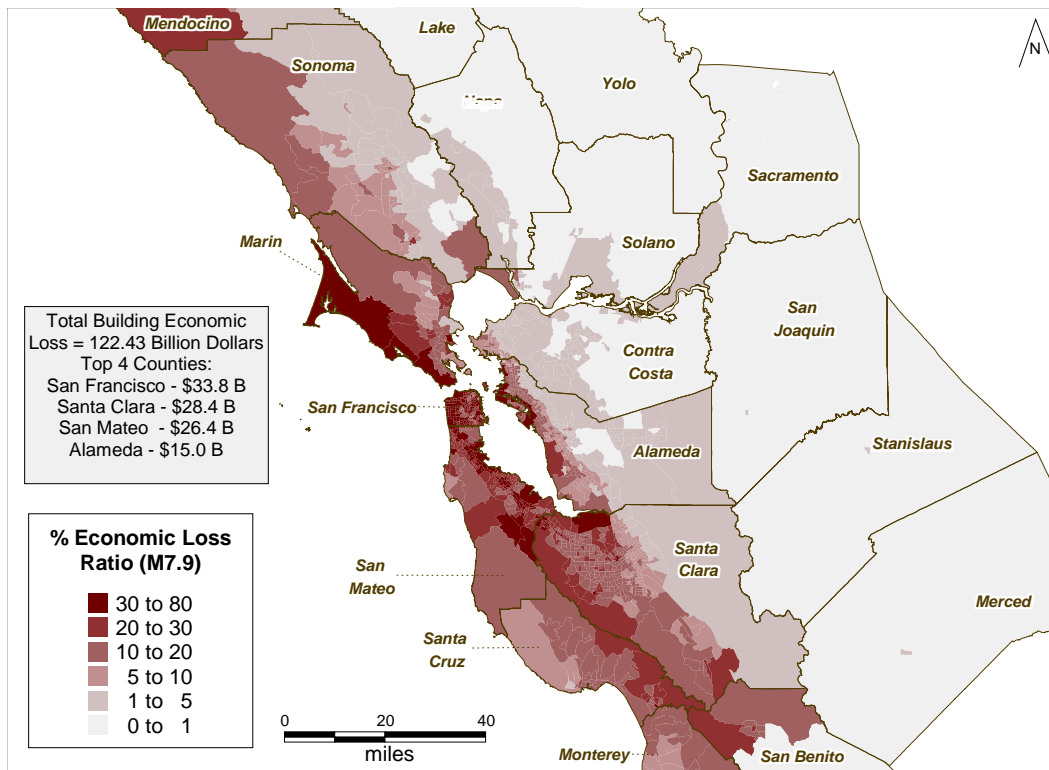 Mendocino
Lake
N
Sonoma
Yolo
Napa
Sacramento
Marin
Solano
San
Joaquin
Total Building Economic
Loss = 122.43 Billion Dollars
Top 4 Counties:
San Francisco - $33.8 B
Santa Clara - $28.4 B
San Mateo - $26.4 B
Alameda - $15.0 B
Contra
Costa
San Francisco
Stanislaus
Alameda
% Economic Loss
Ratio (M7.9)
30 to 80
20 to 30
10 to 20
5 to 10
1 to 5
0 to 1
Santa
Clara
San
Mateo
Merced
Santa
Cruz
0 20 40
miles
Monterey
San Benito